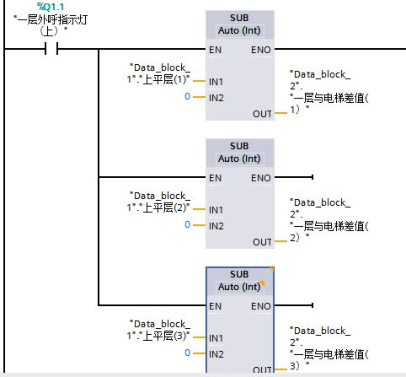 %Q1.1
"一层外呼指示灯
(上)"
SUB
Auto (Int)
EN
ENO
"Data_block_
1"."上平层(1)"
IN1
0
IN2
OUT
"Data_block_
2".
"一层与电梯差值(
1)"
SUB
Auto (Int)
EN
ENO
"Data_block_
1"."上平层(2)"
IN1
0
IN2
OUT
"Data_block_
2".
"一层与电梯差值(
2)"
SUB
Auto (Int)
EN
ENO
"Data_block_
1"."上平层(3)"
IN1
0
IN2
OUT
"Data_block_
2".
"一层与电梯差值(
3)"